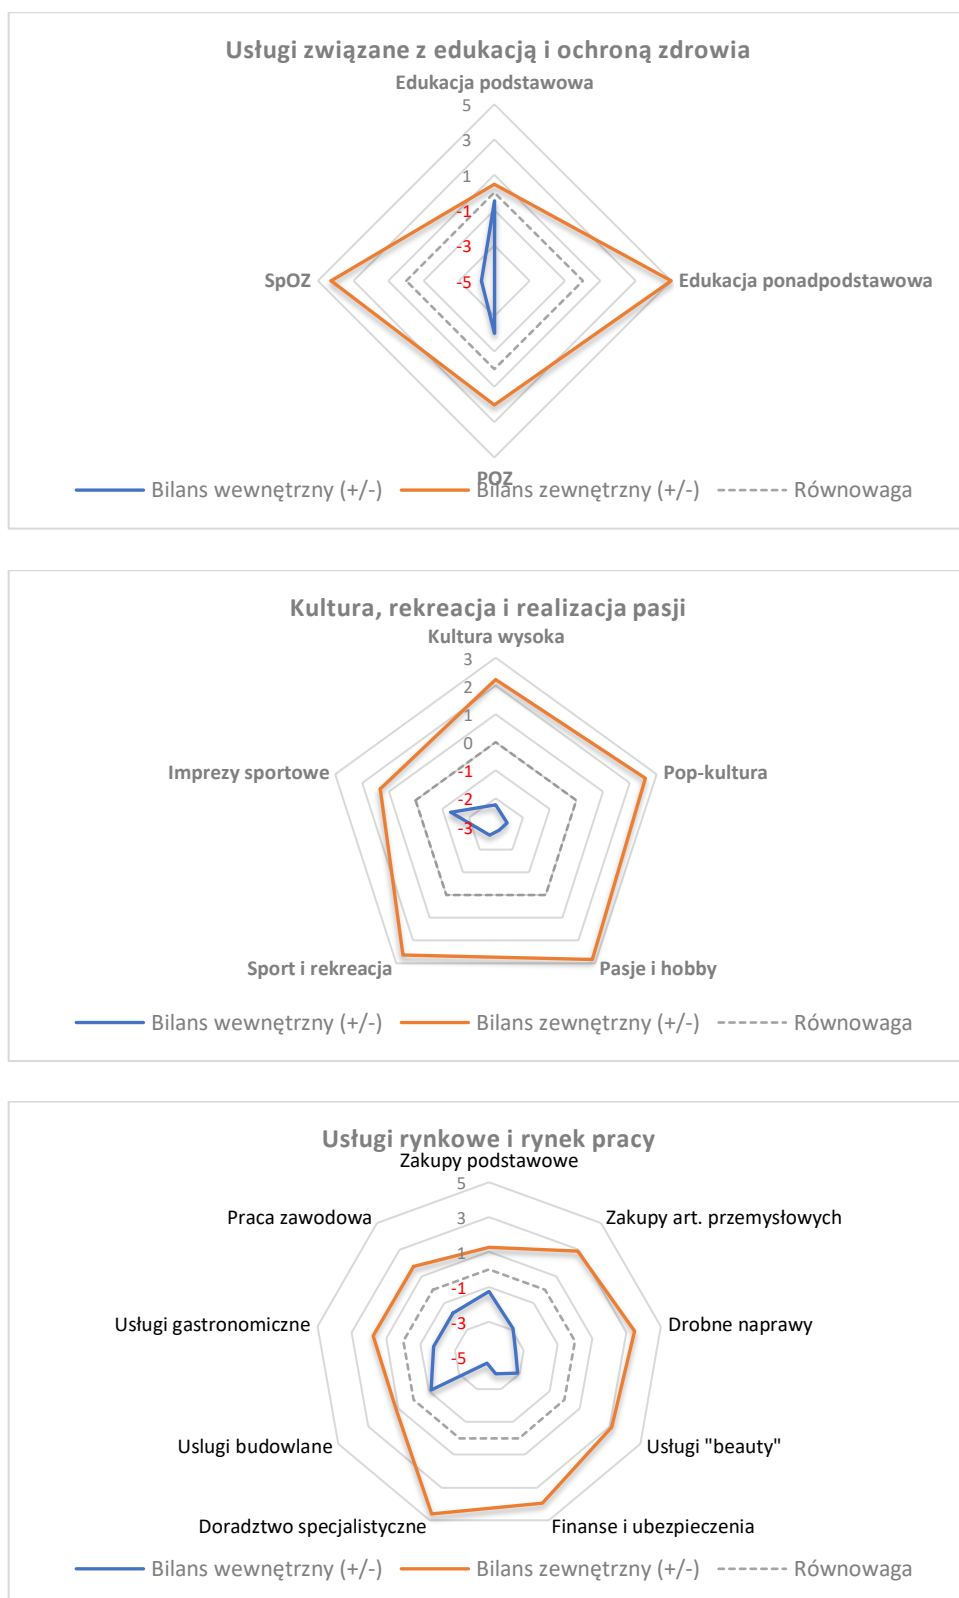 Usługi związane z edukacją i ochroną zdrowia
Edukacja podstawowa
5
3
1
-1
-3
-5
SpOZ
Edukacja ponadpodstawowa
POZ
Bilans wewnętrzny (+/-) Bilans zewnętrzny (+/-) Równowaga
Kultura, rekreacja i realizacja pasji
Kultura wysoka
3
2
1
0
-1
-2
-3
Imprezy sportowe
Pop-kultura
Sport i rekreacja
Pasje i hobby
Bilans wewnętrzny (+/-) Bilans zewnętrzny (+/-) Równowaga
Usługi rynkowe i rynek pracy
Zakupy podstawowe
5
3
1
-1
-3
-5
Praca zawodowa
Zakupy art. przemysłowych
Usługi gastronomiczne
Drobne naprawy
Uslugi budowlane
Usługi "beauty"
Doradztwo specjalistyczne
Finanse i ubezpieczenia
Bilans wewnętrzny (+/-) Bilans zewnętrzny (+/-) Równowaga